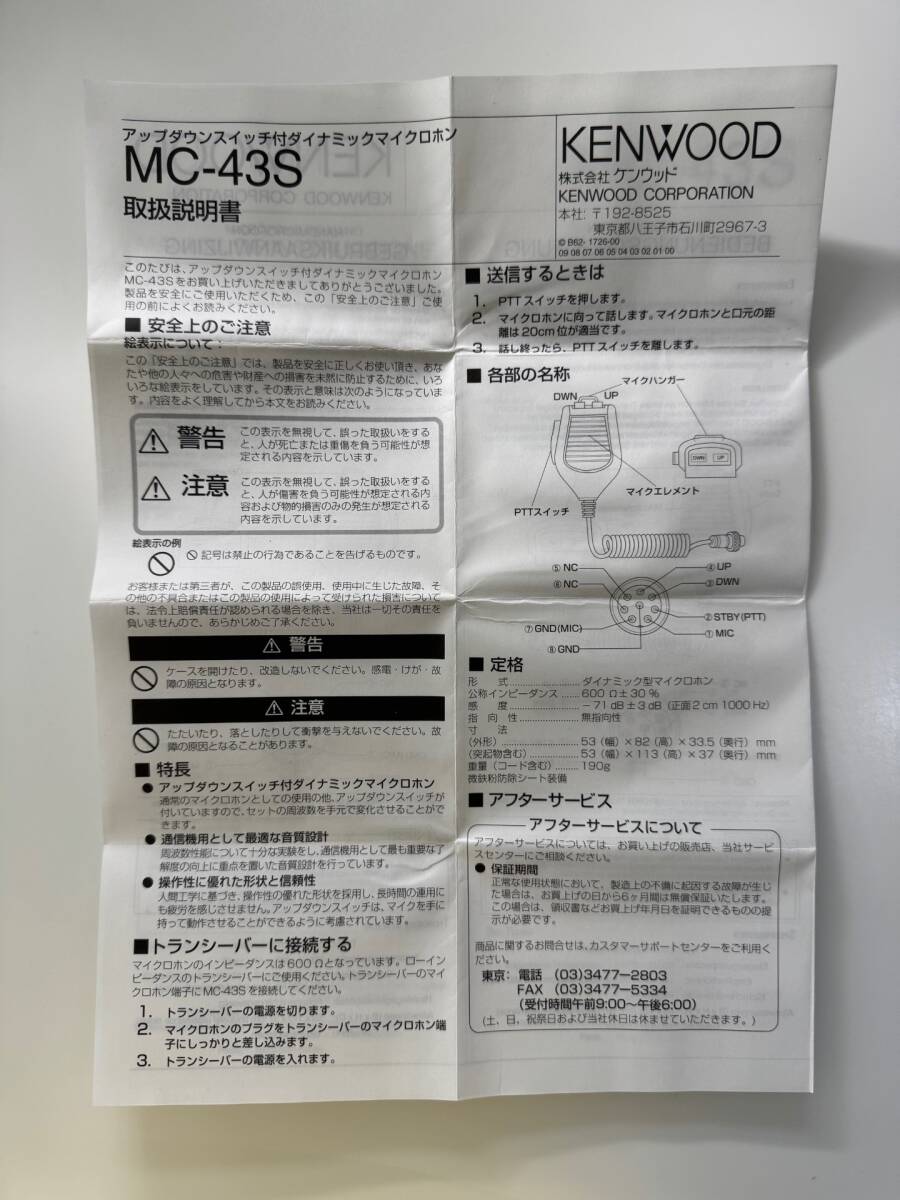 アップダウンスイッチ付ダイナミックマイクロホン
MC-43S
取扱説明書
KENWOOD
株式会社 ケンウッド
KENWOOD CORPORATION
本社: 〒192-8525
東京都八王子市石川町2967-3
© B62- 1726-00
09 08 07 06 05 04 03 02 01 00
このたびは、アップダウンスイッチ付ダイナミックマイクロホン
MC-43Sをお買い上げいただきましてありがとうございました。
製品を安全にご使用いただくため、この「安全上のご注意」ご使
用の前によくお読みください。
■ 安全上のご注意
絵表示について:
この「安全上のご注意」では、製品を安全に正しくお使い頂き、あな
たや他の人々への危害や財産への損害を未然に防止するために、いろ
いろな絵表示をしています。その表示と意味は次のようになっていま
す。内容をよく理解してから本文をお読みください。
警告
この表示を無視して、誤った取扱いをする
と、人が死亡または重傷を負う可能性が想
定される内容を示しています。
注意
この表示を無視して、誤った取扱いをする
と、人が傷害を負う可能性が想定される内
容および物的損害のみの発生が想定される
内容を示しています。
絵表示の例
記号は禁止の行為であることを告げるものです。
お客様または第三者が、この製品の誤使用、使用中に生じた故障、そ
の他の不具合またはこの製品の使用によって受けられた損害について
は、法令上賠償責任が認められる場合を除き、当社は一切その責任を
負いませんので、あらかじめご了承ください。
警告
ケースを開けたり、改造しないでください。感電・けが・故
障の原因となります。
注意
たたいたり、落としたりして衝撃を与えないでください。故
障の原因となることがあります。
■ 特長
● アップダウンスイッチ付ダイナミックマイクロホン
通常のマイクロホンとしての使用の他、アップダウンスイッチが
付いていますので、セットの周波数を手元で変化させることがで
きます。
● 通信機用として最適な音質設計
周波数性能について十分な実験をし、通信機用として最も重要な了
解度の向上に重点を置いた音質設計を行っています。
● 操作性に優れた形状と信頼性
人間工学に基づき、操作性の優れた形状を採用し、長時間の運用に
も疲労を感じさせません。アップダウンスイッチは、マイクを手に
持って動作させることができるように考慮されています。
■トランシーバーに接続する
マイクロホンのインピーダンスは600 Ωとなっています。ローイン
ピーダンスのトランシーバーにご使用ください。トランシーバーのマイ
クロホン端子にMC-43Sを接続してください。
1. トランシーバーの電源を切ります。
2. マイクロホンのプラグをトランシーバーのマイクロホン端
子にしっかりと差し込みます。
3. トランシーバーの電源を入れます。
■ 送信するときは
1. PTTスイッチを押します。
2. マイクロホンに向って話します。マイクロホンと口元の距
離は20cm位が適当です。
3. 話し終ったら、PTTスイッチを離します。
■ 各部の名称
マイクハンガー
DWN UP
DWN UP
マイクエレメント
PTTスイッチ
⑤ NC
④ UP
⑥ NC
③ DWN
② STBY(PTT)
⑦ GND(MIC)
① MIC
⑧ GND
■ 定格
形 式 ........................ ダイナミック型マイクロホン
公称インピーダンス ...... 600 Ω ± 30 %
感 度 ........................ － 71 dB ± 3 dB (正面 2 cm 1000 Hz)
指 向 性 ........................ 無指向性
寸 法
(外形) ........................ 53 (幅) × 82 (高) × 33.5 (奥行) mm
(突起物含む) ............ 53 (幅) × 113 (高) × 37 (奥行) mm
重量 (コード含む) ......... 190g
微鉄粉防除シート装備
■ アフターサービス
アフターサービスについて
アフターサービスについては、お買い上げの販売店、当社サービ
スセンターにご相談ください。
● 保証期間
正常な使用状態において、製造上の不備に起因する故障が生じ
た場合は、お買上げの日から6ヶ月間は無償保証いたします。
この場合は、領収書などお買上げ年月日を証明できるものの提
示が必要です。
商品に関するお問合せは、カスタマーサポートセンターをご利用く
ださい。
東京: 電話 (03)3477－2803
FAX (03)3477－5334
(受付時間午前9:00～午後6:00)
(土、日、祝祭日および当社休日は休ませていただきます。)